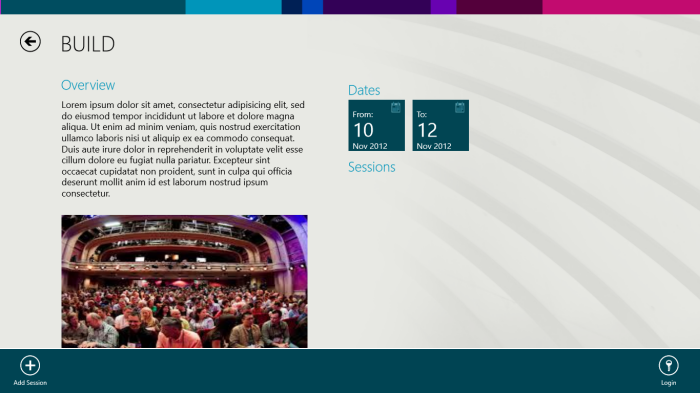 BUILD
Overview
Lorem ipsum dolor sit amet, consectetur adipisicing elit, sed
do eiusmod tempor incididunt ut labore et dolore magna
aliqua. Ut enim ad minim veniam, quis nostrud exercitation
ullamco laboris nisi ut aliquip ex ea commodo consequat.
Duis aute irure dolor in reprehenderit in voluptate velit esse
cillum dolore eu fugiat nulla pariatur. Excepteur sint
occaecat cupidatat non proident, sunt in culpa qui officia
deserunt mollit anim id est laborum nostrud ipsum
consectetur.
Dates
From:
10
Nov 2012
To:
12
Nov 2012
Sessions
Add Session
Login